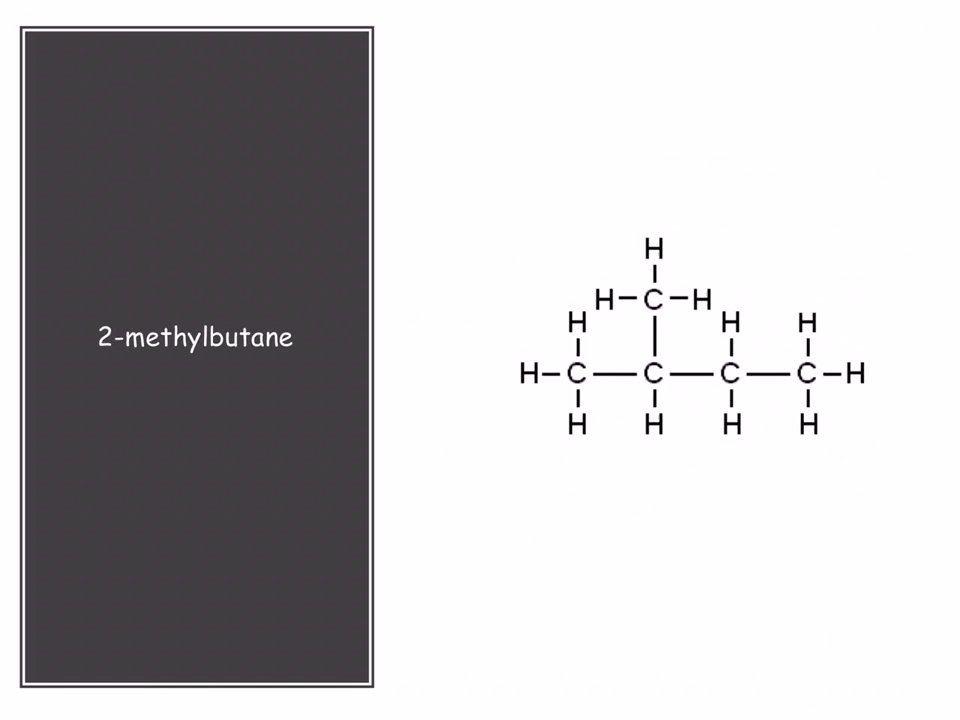 2-methylbutane
H
H–C–H
H H H
H–C–C–C–C–H
H H H H